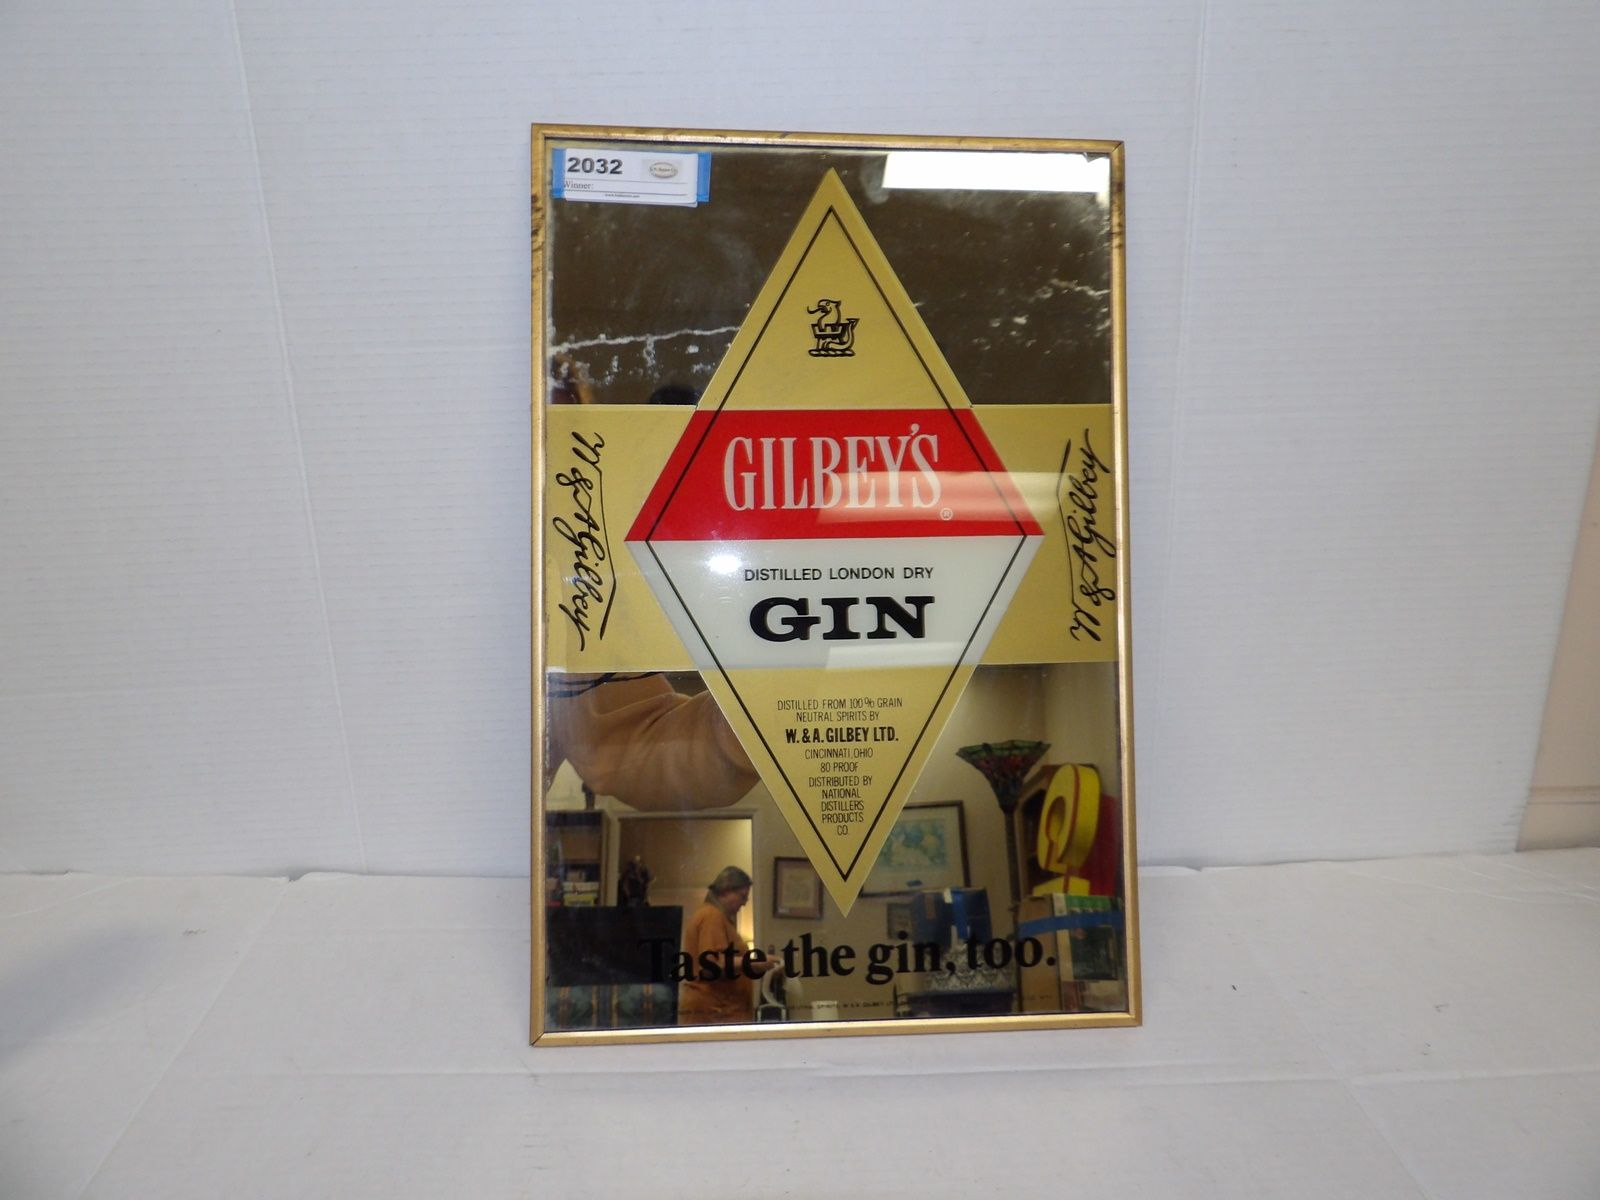 2032
Winner:
GILBEY'S
®
W & A Gilbey
W & A Gilbey
DISTILLED LONDON DRY
GIN
DISTILLED FROM 100% GRAIN
NEUTRAL SPIRITS BY
W. & A. GILBEY LTD.
CINCINNATI, OHIO
80 PROOF
DISTRIBUTED BY
NATIONAL
DISTILLERS
PRODUCTS
CO.
Taste the gin, too.